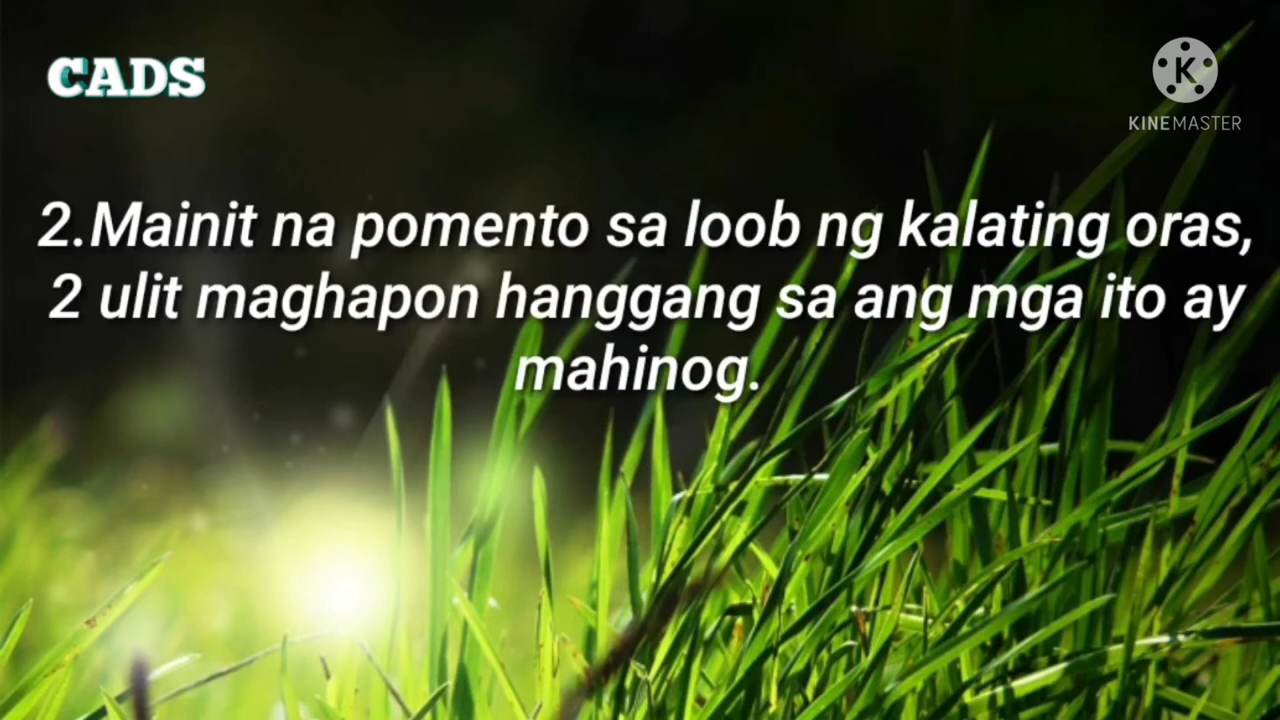 CADS
KINEMASTER
2.Mainit na pomento sa loob ng kalating oras,
2 ulit maghapon hanggang sa ang mga ito ay
mahinog.